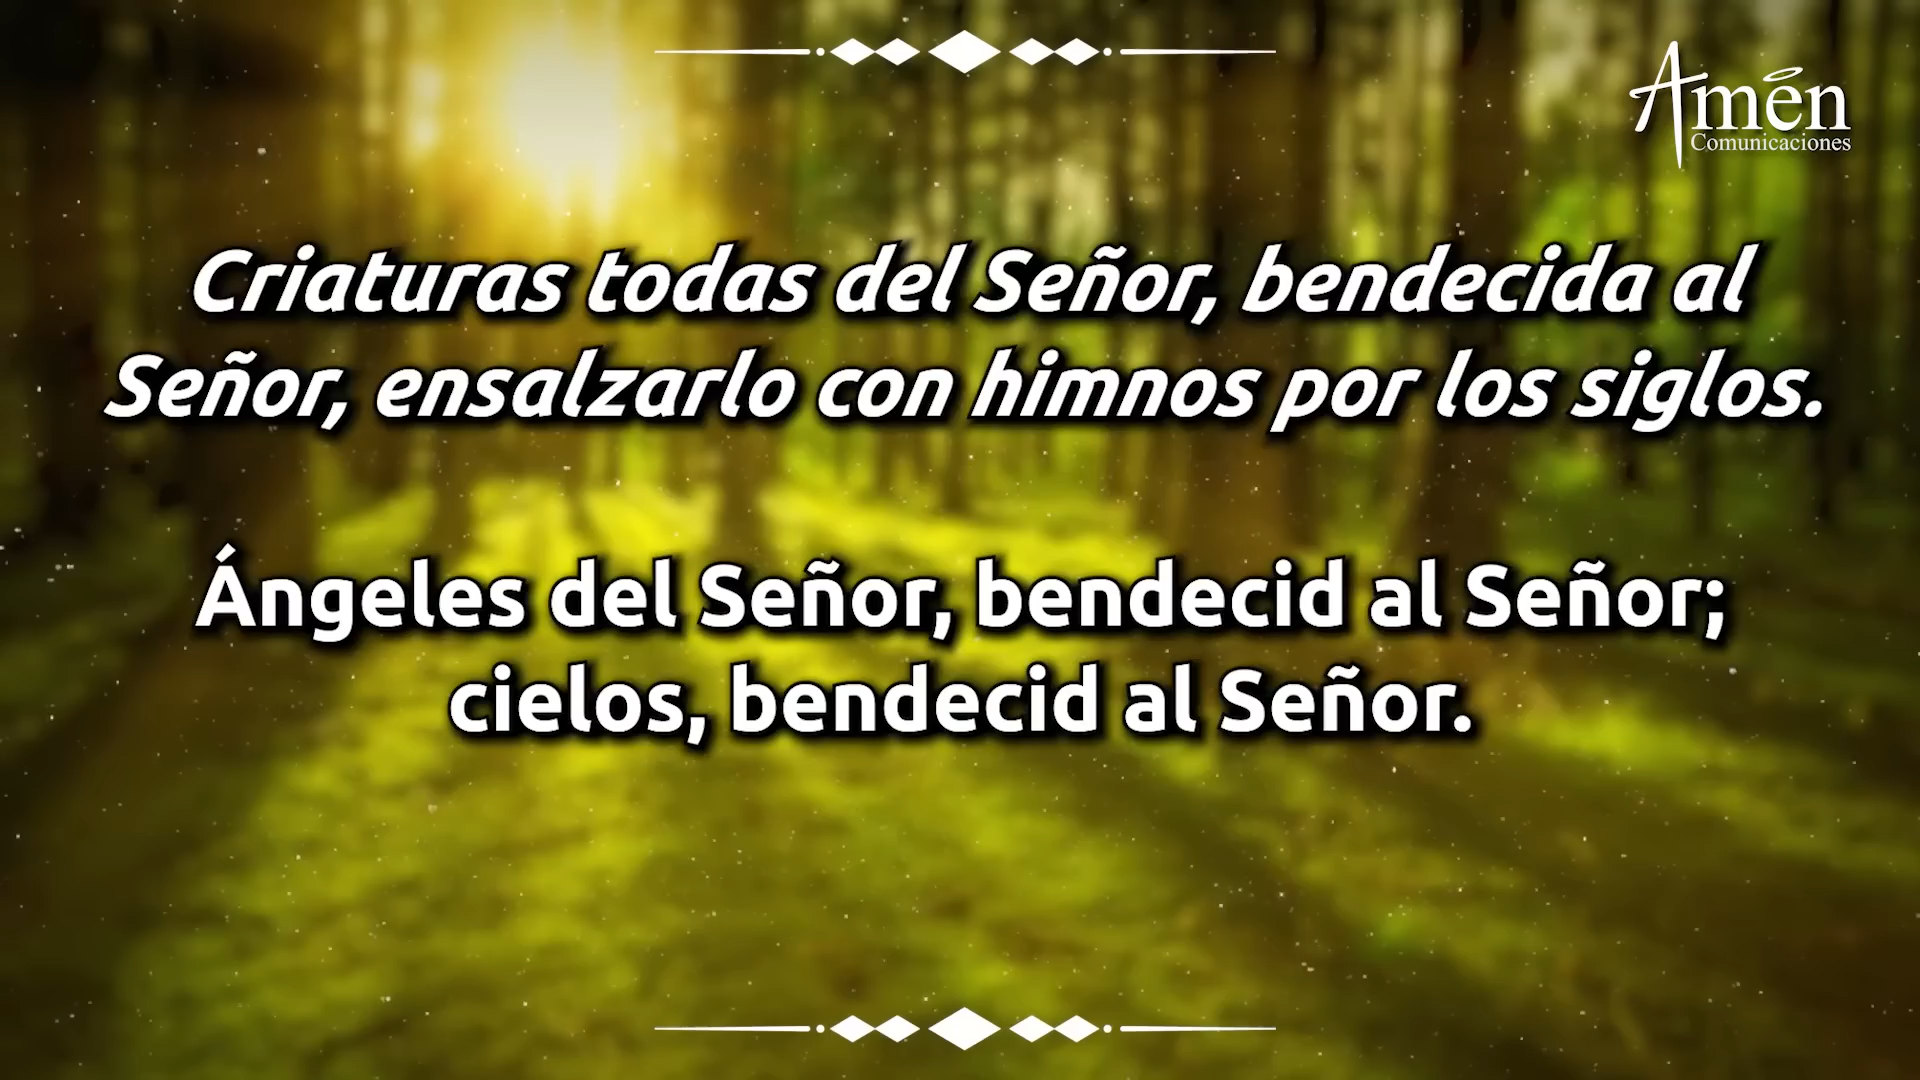 Amén
Comunicaciones
Criaturas todas del Señor, bendecida al
Señor, ensalzarlo con himnos por los siglos.
Ángeles del Señor, bendecid al Señor;
cielos, bendecid al Señor.